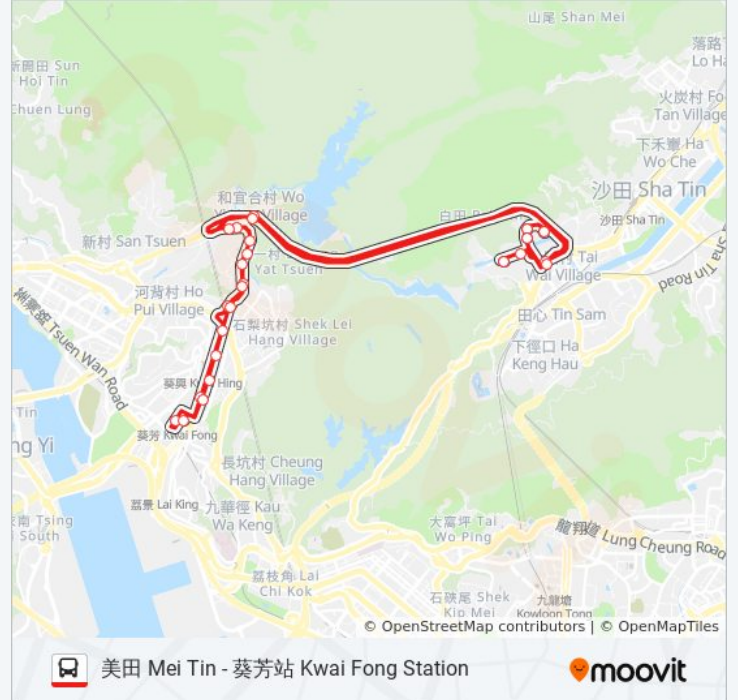 山尾 Shan Mei
落路
Lo Ha
新閣田 Sun
Hoi Tin
Chuen Lung
火炭村 Fo
Tan Village
下禾輋 Ha
Wo Che
沙田 Sha Tin
和宜合村 Wo
Village
白田
沙田 Sha Tin
新村 San Tsuen
一村
Yat Tsuen
Tai
Wai Village
Sha Tin Road
河背村 Ho
Pui Village
荃灣路 Tsuen Wan Road
石梨坑村 Shek Lei
Hang Village
田心 Tin Sam
下徑口 Ha
Keng Hau
葵興 Hing
Tin
葵芳 Kwai Fong
ng Yi
長坑村 Cheung
Hang Village
荔景 Lai King
九華徑 Kau
Wa Keng
南 Tsing
i South
大窩坪 Tai
Wo Ping
龍翔道 Lung Cheung Road
荔枝角 Lai
Chi Kok
石硤尾 Shek
Kip Mei
九龍塘
Kowloon Tong
© OpenStreetMap contributors | © OpenMapTiles
美田 Mei Tin - 葵芳站 Kwai Fong Station
moovit